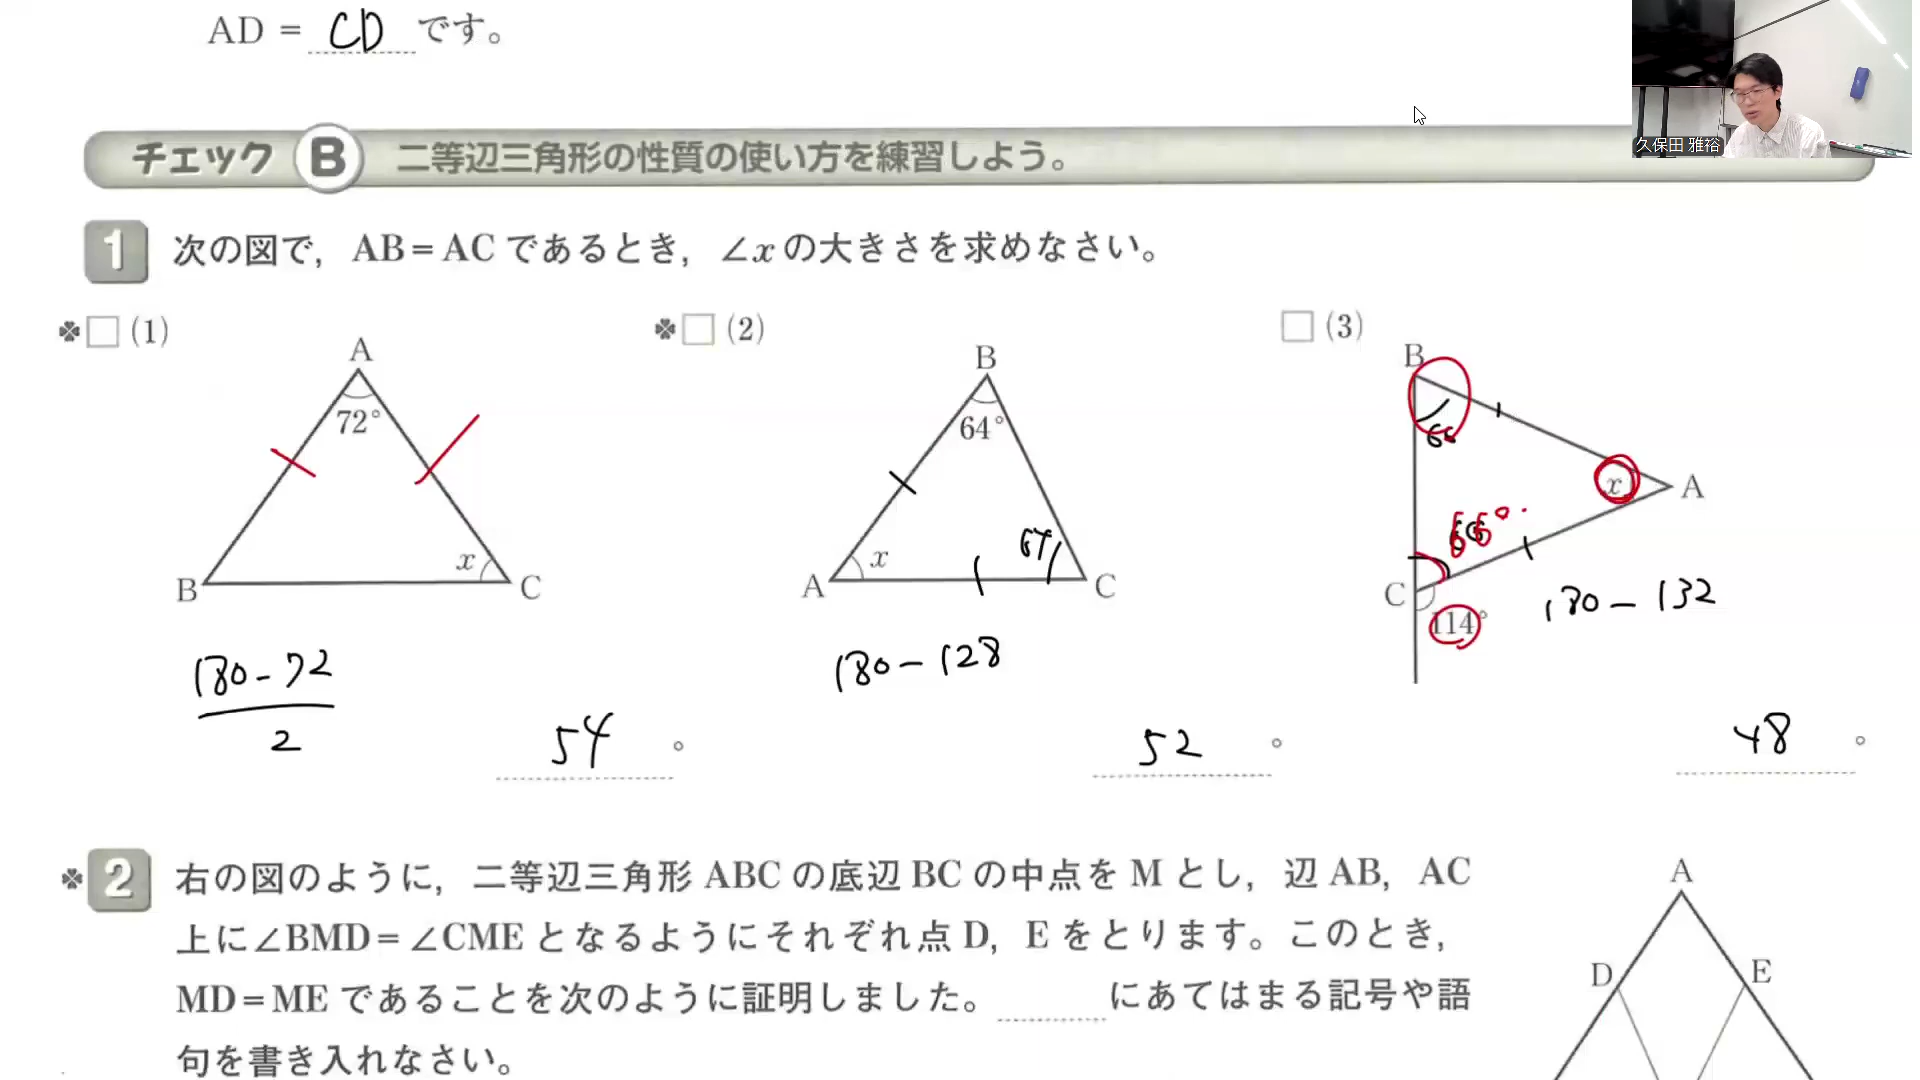 AD = CD です。
久保田 雅裕
チェック B 二等辺三角形の性質の使い方を練習しよう。
1 次の図で, AB=AC であるとき, ∠xの大きさを求めなさい。
(1)
A
72°
x
B
C
180-72
2
54°
(2)
B
64°
64
x
A
C
180-128
52°
(3)
B
66
x
A
66°
C
114°
180-132
48°
2 右の図のように, 二等辺三角形 ABC の底辺 BC の中点を M とし, 辺 AB, AC
上に∠BMD=∠CME となるようにそれぞれ点 D, E をとります。このとき,
MD=ME であることを次のように証明しました。 にあてはまる記号や語
句を書き入れなさい。
A
D
E